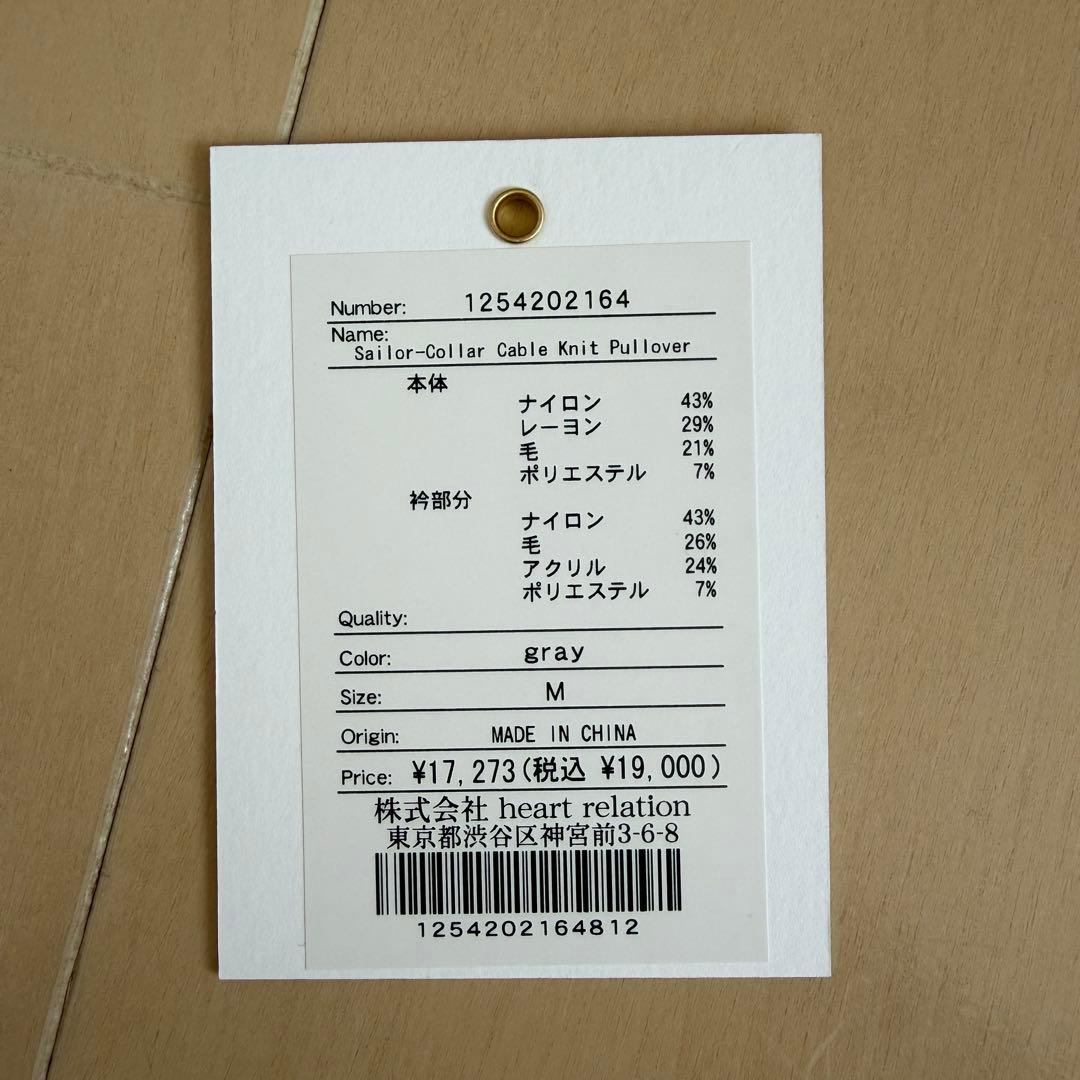 Number: 1254202164
Name:
Sailor-Collar Cable Knit Pullover
本体
ナイロン 43%
レーヨン 29%
毛 21%
ポリエステル 7%
衿部分
ナイロン 43%
毛 26%
アクリル 24%
ポリエステル 7%
Quality:
Color: gray
Size: M
Origin: MADE IN CHINA
Price: ¥17,273(税込 ¥19,000)
株式会社 heart relation
東京都渋谷区神宮前3-6-8
1254202164812